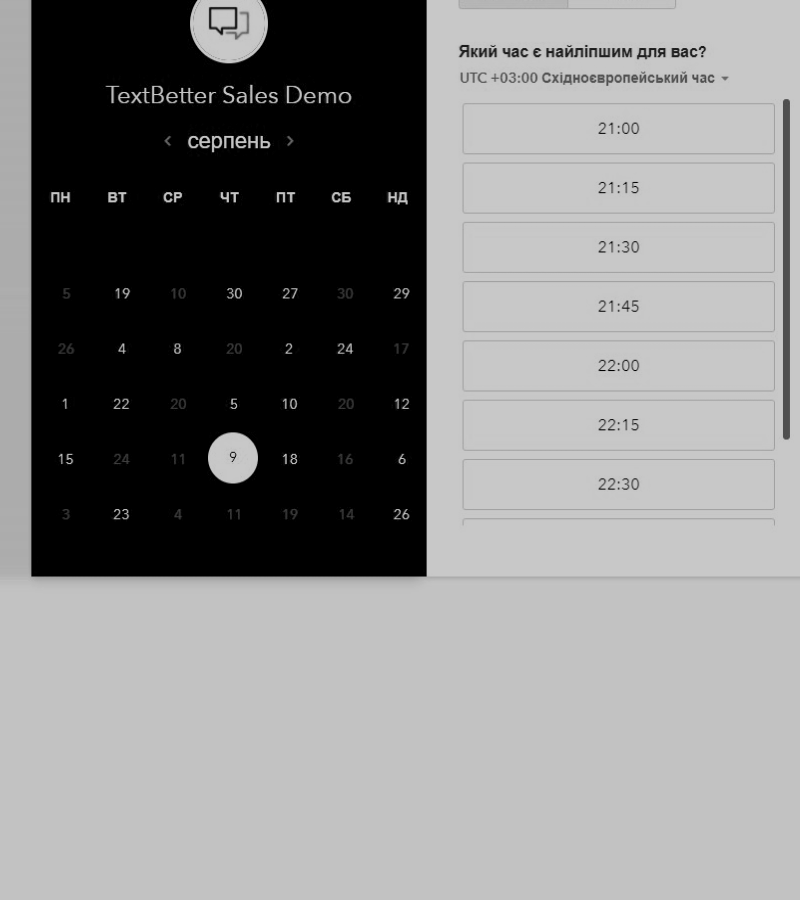 TextBetter Sales Demo
серпень
ПН ВТ СР ЧТ ПТ СБ НД
5 19 10 30 27 30 29
26 4 8 20 2 24 17
1 22 20 5 10 20 12
15 24 11 9 18 16 6
3 23 4 11 19 14 26
Який час є найліпшим для вас?
UTC +03:00 Східноєвропейський час
21:00
21:15
21:30
21:45
22:00
22:15
22:30